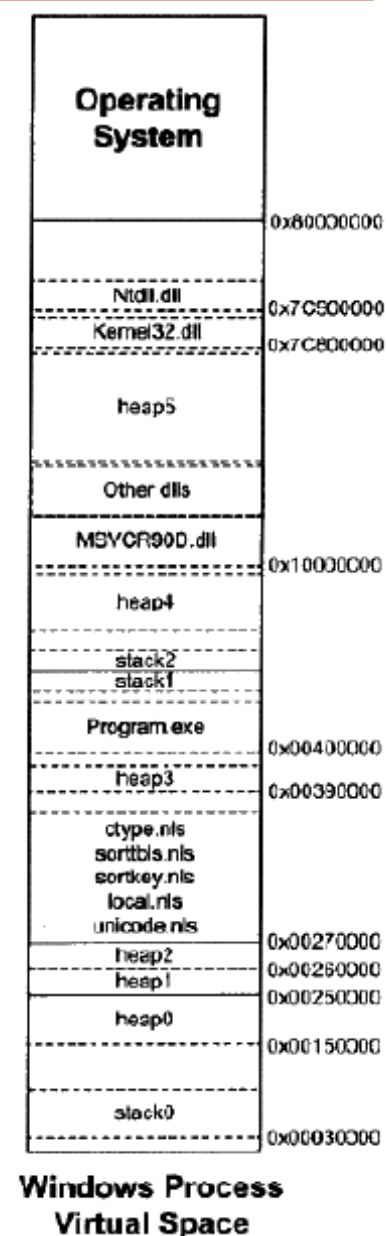 Operating
System
0x80000000
Ntdll.dll
0x7C900000
Kernel32.dll
0x7C800000
heap5
Other dlls
MSVCR90D.dll
0x10000000
heap4
stack2
stack1
Program.exe
0x00400000
heap3
0x00390000
ctype.nls
sorttbls.nls
sortkey.nls
local.nls
unicode.nls
0x00270000
heap2
0x00260000
heap1
0x00250000
heap0
0x00150000
stack0
0x00030000
Windows Process
Virtual Space